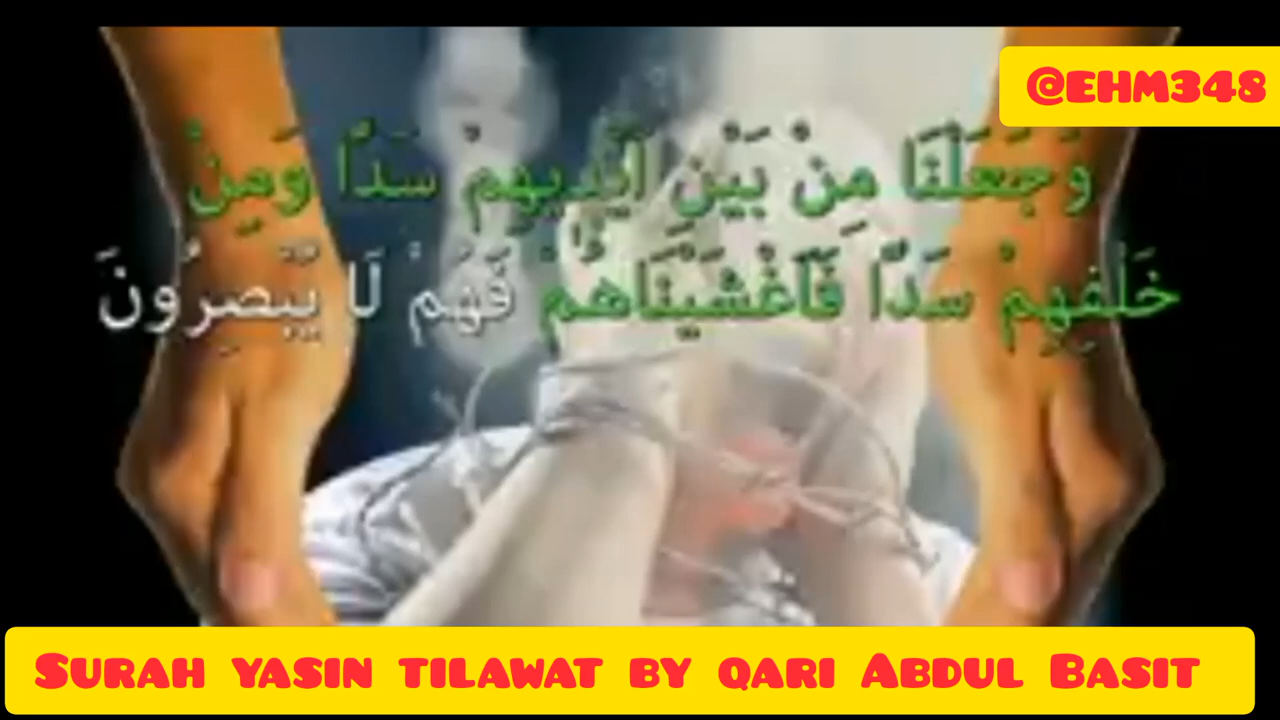 @EHM348
وَجَعَلْنَا مِنْ بَيْنِ اَيْدِيهِمْ سَدًّا وَمِنْ
خَلْفِهِمْ سَدًّا فَاَغْشَيْنَاهُمْ فَهُمْ لَا يُبْصِرُونَ
SURAH YASIN TILAWAT BY QARI ABDUL BASIT